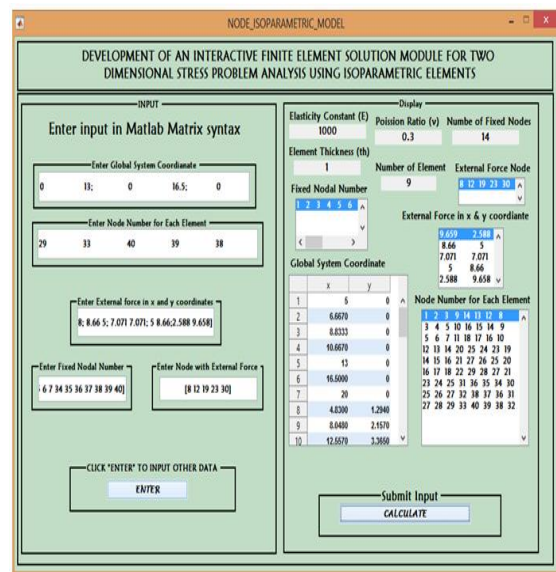 NODE_ISOPARAMETRIC_MODEL
DEVELOPMENT OF AN INTERACTIVE FINITE ELEMENT SOLUTION MODULE FOR TWO
DIMENSIONAL STRESS PROBLEM ANALYSIS USING ISOPARAMETRIC ELEMENTS
INPUT
Enter input in Matlab Matrix syntax
Enter Global System Coordianate
0 13; 0 16.5; 0
Enter Node Number for Each Element
29 33 40 39 38
Enter External force in x and y coordinates
8; 8.66 5; 7.071 7.071; 5 8.66;2.588 9.658]
Enter Fixed Nodal Number
6 7 34 35 36 37 38 39 40]
Enter Node with External Force
[8 12 19 23 30]
CLICK "ENTER" TO INPUT OTHER DATA
ENTER
Display
Elasticity Constant (E)
1000
Poission Ratio (v)
0.3
Numbe of Fixed Nodes
14
Element Thickness (th)
1
Number of Element
9
External Force Node
8 12 19 23 30
Fixed Nodal Number
1 2 3 4 5 6
External Force in x & y coordiante
9.659 2.588
8.66 5
7.071 7.071
5 8.66
2.588 9.658
Global System Coordinate
x y
1 5 0
2 6.6670 0
3 8.8333 0
4 10.6670 0
5 13 0
6 16.5000 0
7 20 0
8 4.8300 1.2940
9 8.0480 2.1570
10 12.5570 3.3650
Node Number for Each Element
1 2 3 9 14 13 12 8
3 4 5 10 16 15 14 9
5 6 7 11 18 17 16 10
12 13 14 20 25 24 23 19
14 15 16 21 27 26 25 20
16 17 18 22 29 28 27 21
23 24 25 31 36 35 34 30
25 26 27 32 38 37 36 31
27 28 29 33 40 39 38 32
Submit Input
CALCULATE